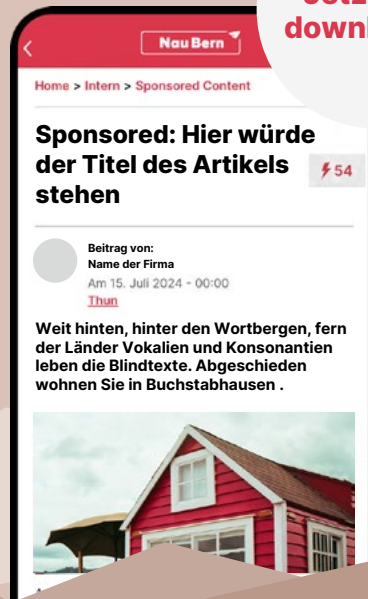 downl
Nau Bern
Home > Intern > Sponsored Content
Sponsored: Hier würde
der Titel des Artikels
stehen
54
Beitrag von:
Name der Firma
Am 15. Juli 2024 - 00:00
Thun
Weit hinten, hinter den Wortbergen, fern
der Länder Vokalien und Konsonantien
leben die Blindtexte. Abgeschieden
wohnen Sie in Buchstabhausen .